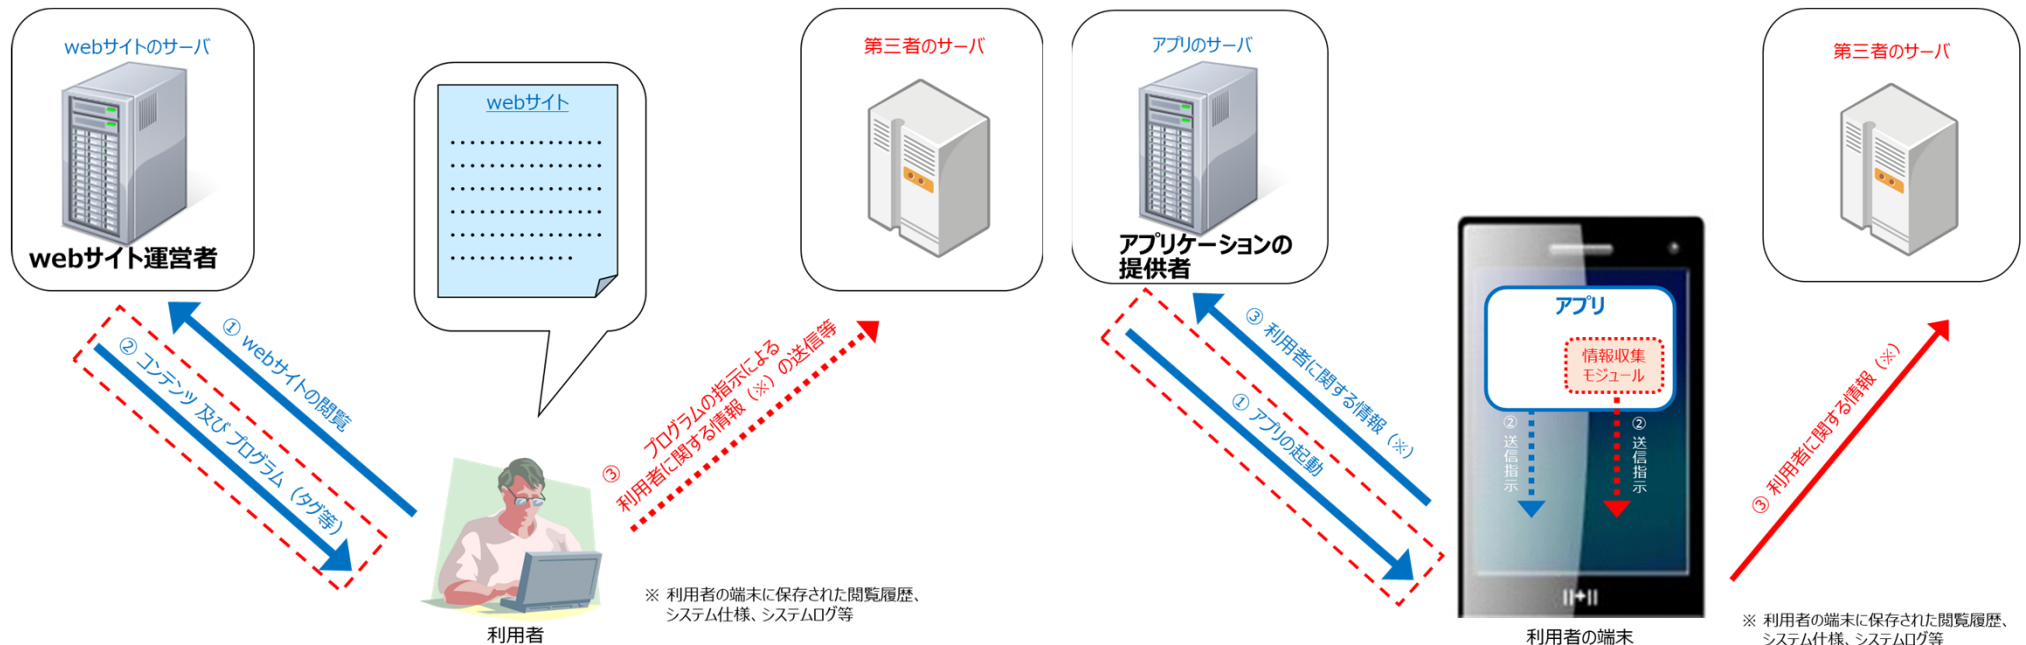 webサイトのサーバ
webサイト運営者
① webサイトの閲覧
② コンテンツ 及び プログラム（タグ等）
webサイト
利用者
第三者のサーバ
③ プログラムの指示による
利用者に関する情報（※）の送信等
※ 利用者の端末に保存された閲覧履歴、
システム仕様、システムログ等
アプリのサーバ
アプリケーションの
提供者
③ 利用者に関する情報（※）
① アプリの起動
アプリ
情報収集
モジュール
② 送信指示
② 送信指示
利用者の端末
第三者のサーバ
③ 利用者に関する情報（※）
※ 利用者の端末に保存された閲覧履歴、
システム仕様、システムログ等